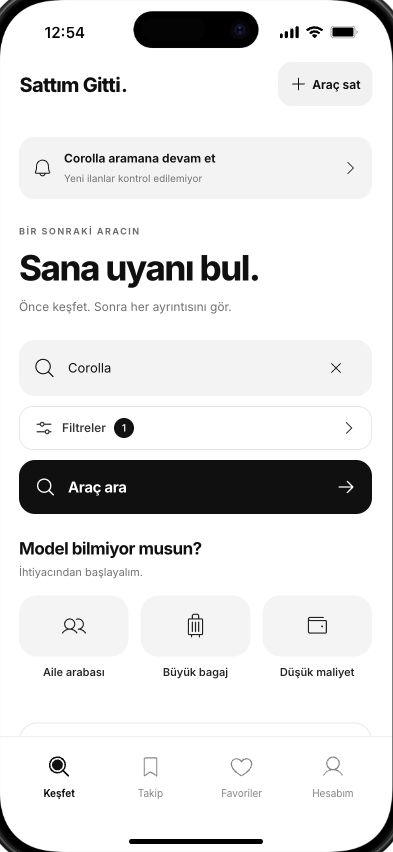 12:54
Sattım Gitti.
Araç sat
Corolla aramana devam et
Yeni ilanlar kontrol edilemiyor
BİR SONRAKİ ARACIN
Sana uyanı bul.
Önce keşfet. Sonra her ayrıntısını gör.
Corolla
Filtreler 1
Araç ara
Model bilmiyor musun?
İhtiyacından başlayalım.
Aile arabası Büyük bagaj Düşük maliyet
Keşfet Takip Favoriler Hesabım